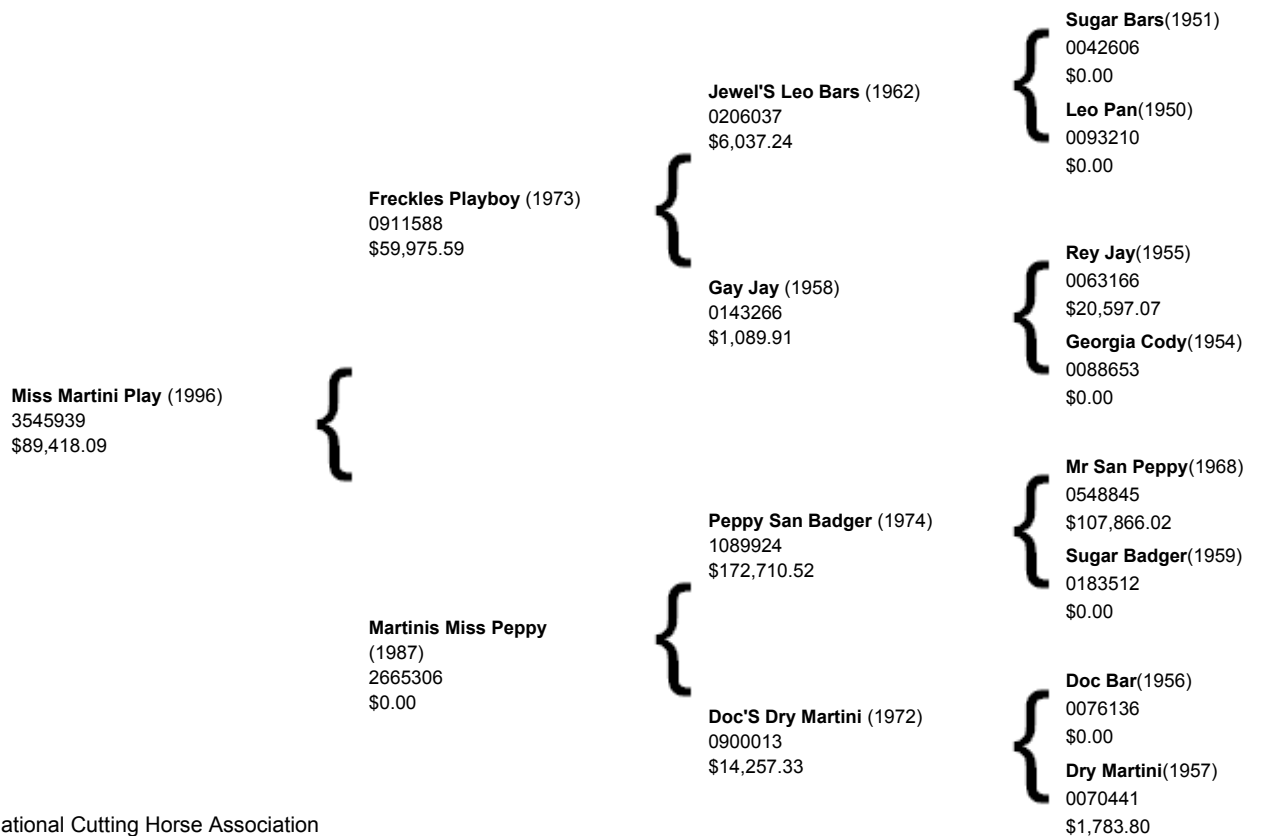 Sugar Bars(1951)
0042606
$0.00
Jewel'S Leo Bars (1962)
0206037
$6,037.24
Leo Pan(1950)
0093210
$0.00
Freckles Playboy (1973)
0911588
$59,975.59
Rey Jay(1955)
0063166
$20,597.07
Gay Jay (1958)
0143266
$1,089.91
Georgia Cody(1954)
0088653
$0.00
Miss Martini Play (1996)
3545939
$89,418.09
Mr San Peppy(1968)
0548845
$107,866.02
Peppy San Badger (1974)
1089924
$172,710.52
Sugar Badger(1959)
0183512
$0.00
Martinis Miss Peppy
(1987)
2665306
$0.00
Doc Bar(1956)
0076136
$0.00
Doc'S Dry Martini (1972)
0900013
$14,257.33
Dry Martini(1957)
0070441
$1,783.80
ational Cutting Horse Association